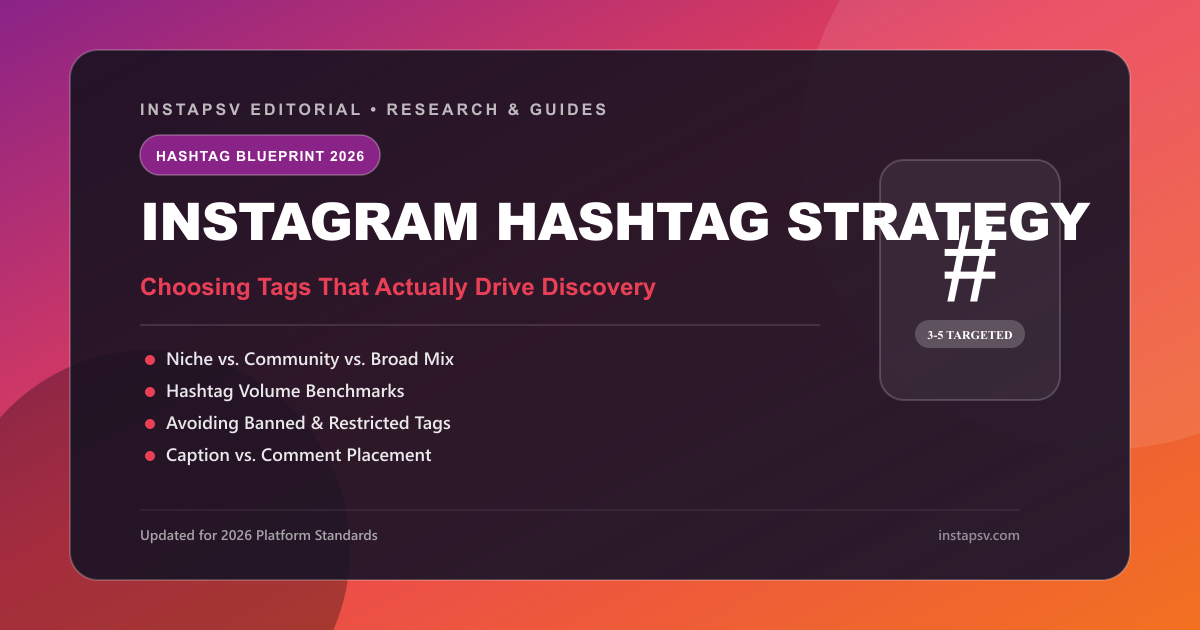 INSTAPSV EDITORIAL • RESEARCH & GUIDES
HASHTAG BLUEPRINT 2026
INSTAGRAM HASHTAG STRATEGY
#
3-5 TARGETED
Choosing Tags That Actually Drive Discovery
Niche vs. Community vs. Broad Mix
Hashtag Volume Benchmarks
Avoiding Banned & Restricted Tags
Caption vs. Comment Placement
Updated for 2026 Platform Standards
instapsv.com